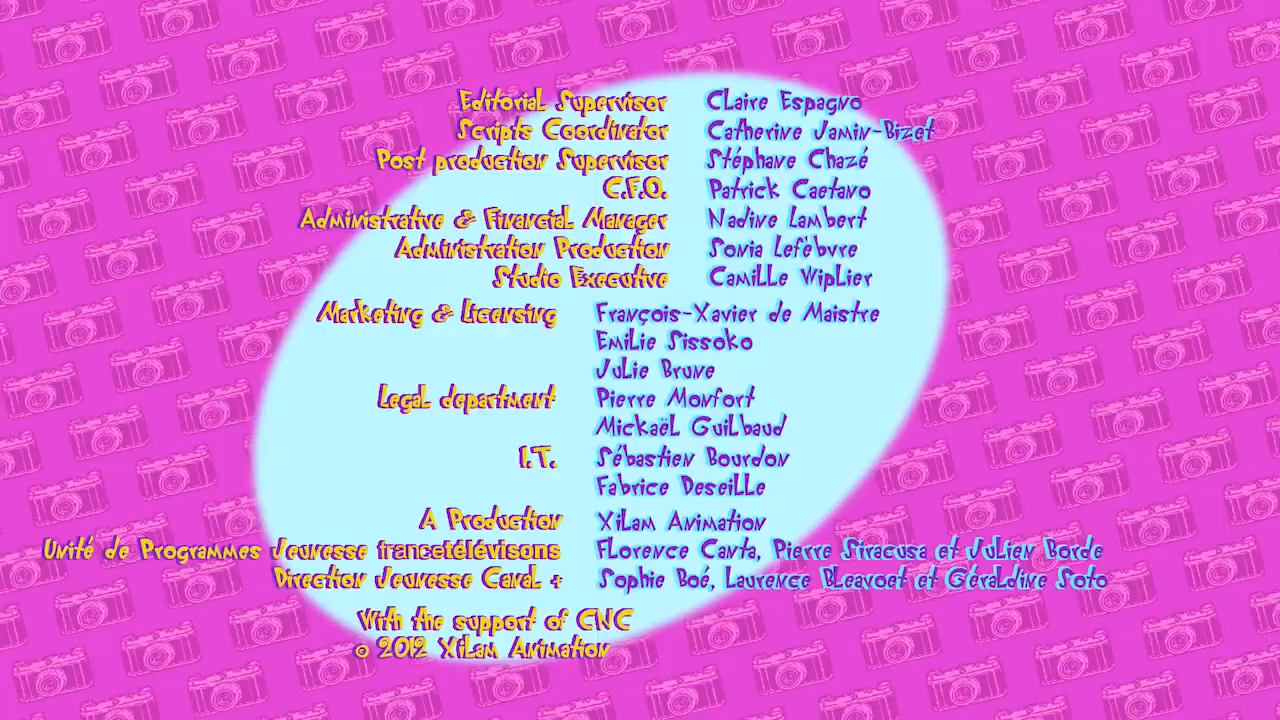 Editorial Supervisor Claire Espagno
Scripts Coordinator Catherine Jamin-Bizet
Post production Supervisor Stéphane Chazé
C.F.O. Patrick Caetano
Administrative & Financial Manager Nadine Lambert
Administration Production Sonia Lefèbvre
Studio Executive Camille Wiplier
Marketing & Licensing François-Xavier de Maistre
Emilie Sissoko
Julie Brune
Legal department Pierre Monfort
Mickaël Guilbaud
I.T. Sébastien Bourdon
Fabrice Deseille
A Production Xilam Animation
Unité de Programmes Jeunesse francetélévisons Florence Canta, Pierre Siracusa et Julien Borde
Direction Jeunesse Canal + Sophie Boé, Laurence Bleavoet et Géraldine Soto
With the support of CNC
© 2012 Xilam Animation